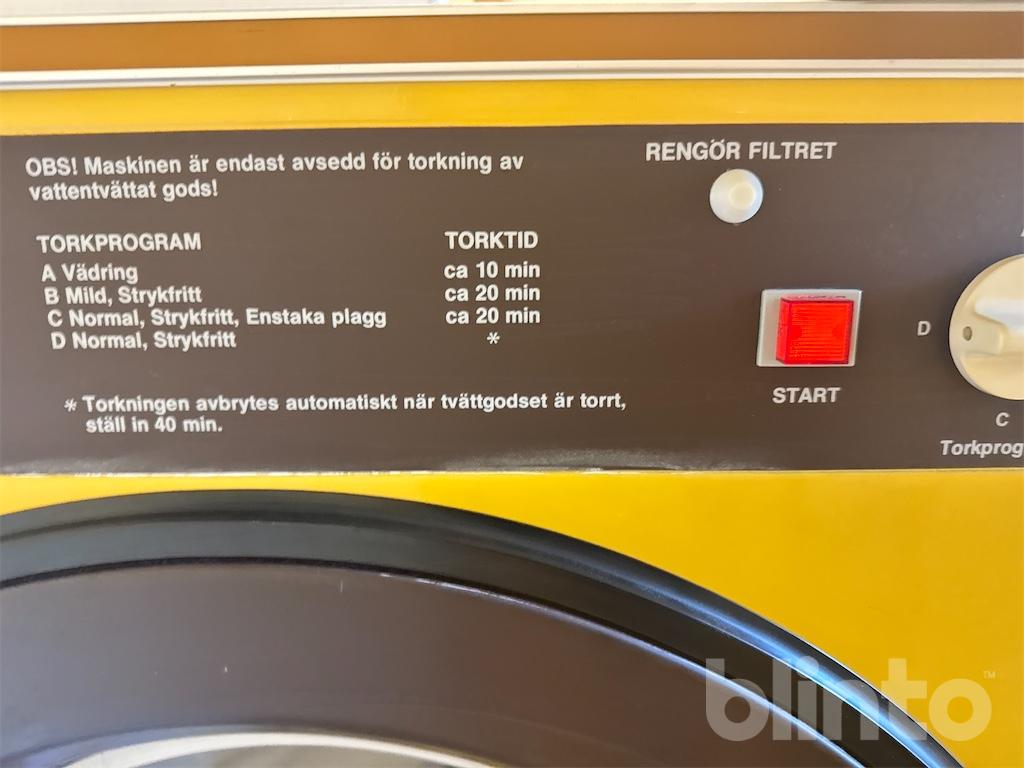 OBS! Maskinen är endast avsedd för torkning av
vattentvättat gods!
RENGÖR FILTRET
TORKPROGRAM TORKTID
A Vädring ca 10 min
B Mild, Strykfritt ca 20 min
C Normal, Strykfritt, Enstaka plagg ca 20 min
D Normal, Strykfritt *
* Torkningen avbrytes automatiskt när tvättgodset är torrt,
ställ in 40 min.
START
D
C
Torkprog
blinto™